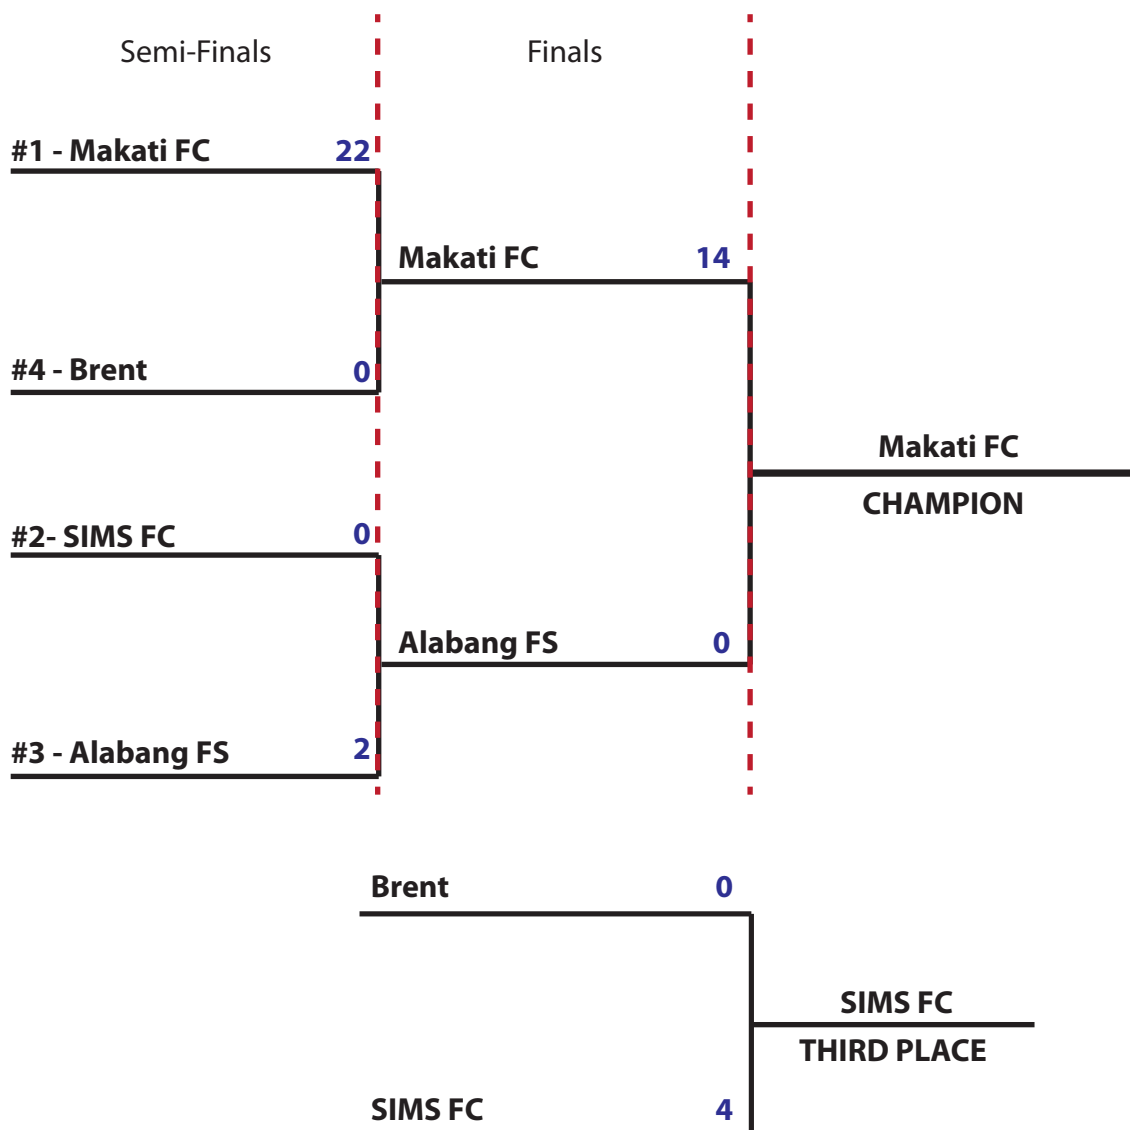 Semi-Finals Finals
#1 - Makati FC 22
Makati FC 14
#4 - Brent 0
Makati FC
CHAMPION
#2- SIMS FC 0
Alabang FS 0
#3 - Alabang FS 2
Brent 0
SIMS FC
THIRD PLACE
SIMS FC 4